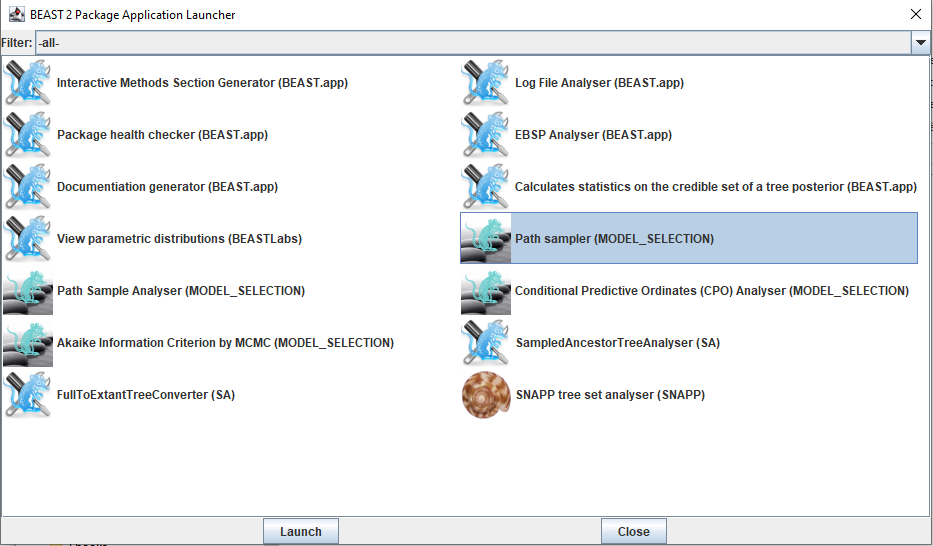 BEAST 2 Package Application Launcher
Filter: -all-
Interactive Methods Section Generator (BEAST.app)
Log File Analyser (BEAST.app)
Package health checker (BEAST.app)
EBSP Analyser (BEAST.app)
Documentiation generator (BEAST.app)
Calculates statistics on the credible set of a tree posterior (BEAST.app)
View parametric distributions (BEASTLabs)
Path sampler (MODEL_SELECTION)
Path Sample Analyser (MODEL_SELECTION)
Conditional Predictive Ordinates (CPO) Analyser (MODEL_SELECTION)
Akaike Information Criterion by MCMC (MODEL_SELECTION)
SampledAncestorTreeAnalyser (SA)
FullToExtantTreeConverter (SA)
SNAPP tree set analyser (SNAPP)
Launch
Close